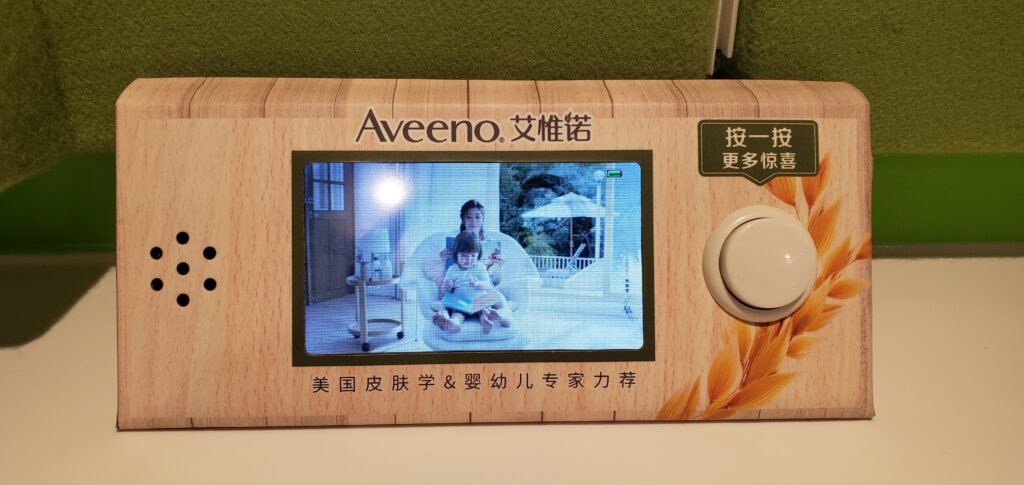 Aveeno® 艾惟诺
按一按
更多惊喜
美国皮肤学&婴幼儿专家力荐